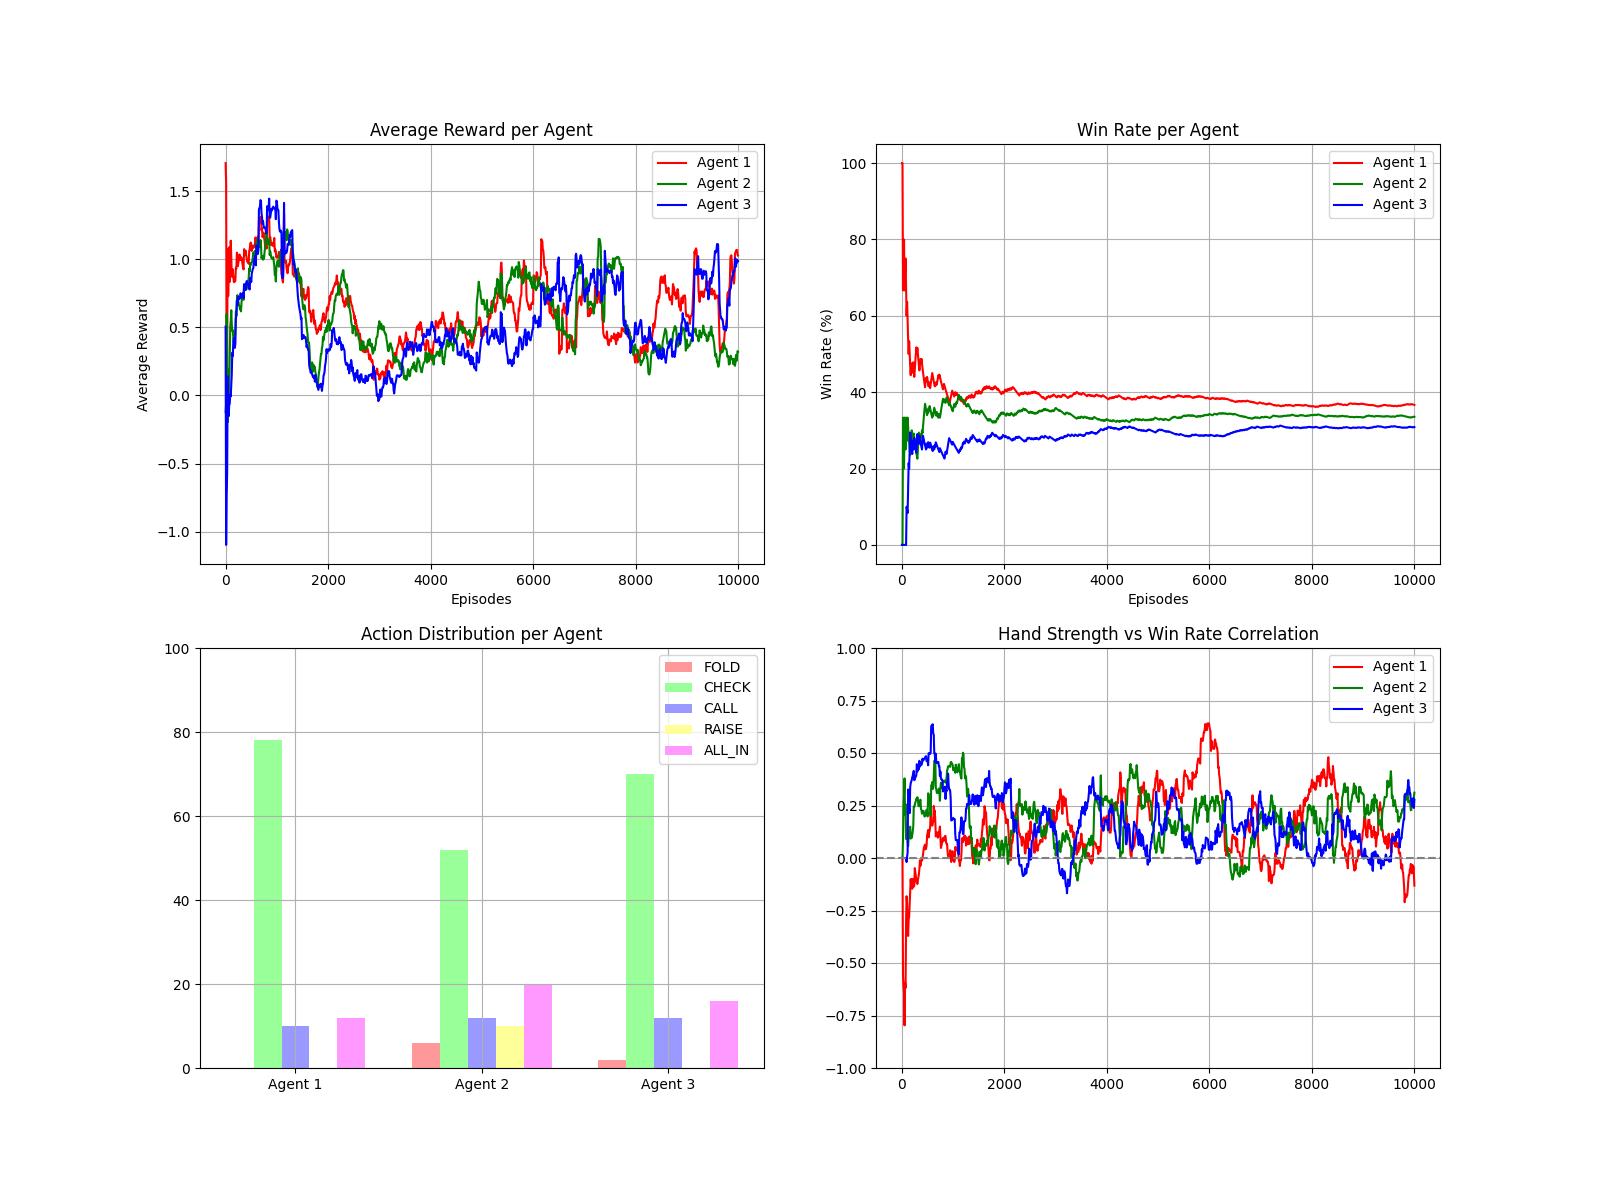 Average Reward per Agent
Average Reward
1.5
1.0
0.5
0.0
−0.5
−1.0
Agent 1
Agent 2
Agent 3
0 2000 4000 6000 8000 10000
Episodes
Win Rate per Agent
Win Rate (%)
100
80
60
40
20
0
Agent 1
Agent 2
Agent 3
0 2000 4000 6000 8000 10000
Episodes
Action Distribution per Agent
100
80
60
40
20
0
FOLD
CHECK
CALL
RAISE
ALL_IN
Agent 1 Agent 2 Agent 3
Hand Strength vs Win Rate Correlation
1.00
0.75
0.50
0.25
0.00
−0.25
−0.50
−0.75
−1.00
Agent 1
Agent 2
Agent 3
0 2000 4000 6000 8000 10000